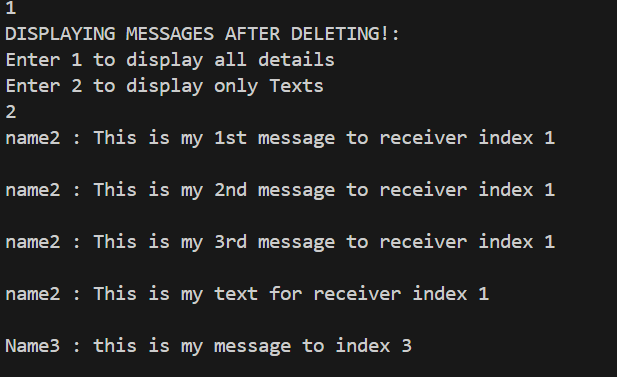 1
DISPLAYING MESSAGES AFTER DELETING!:
Enter 1 to display all details
Enter 2 to display only Texts
2
name2 : This is my 1st message to receiver index 1
name2 : This is my 2nd message to receiver index 1
name2 : This is my 3rd message to receiver index 1
name2 : This is my text for receiver index 1
Name3 : this is my message to index 3